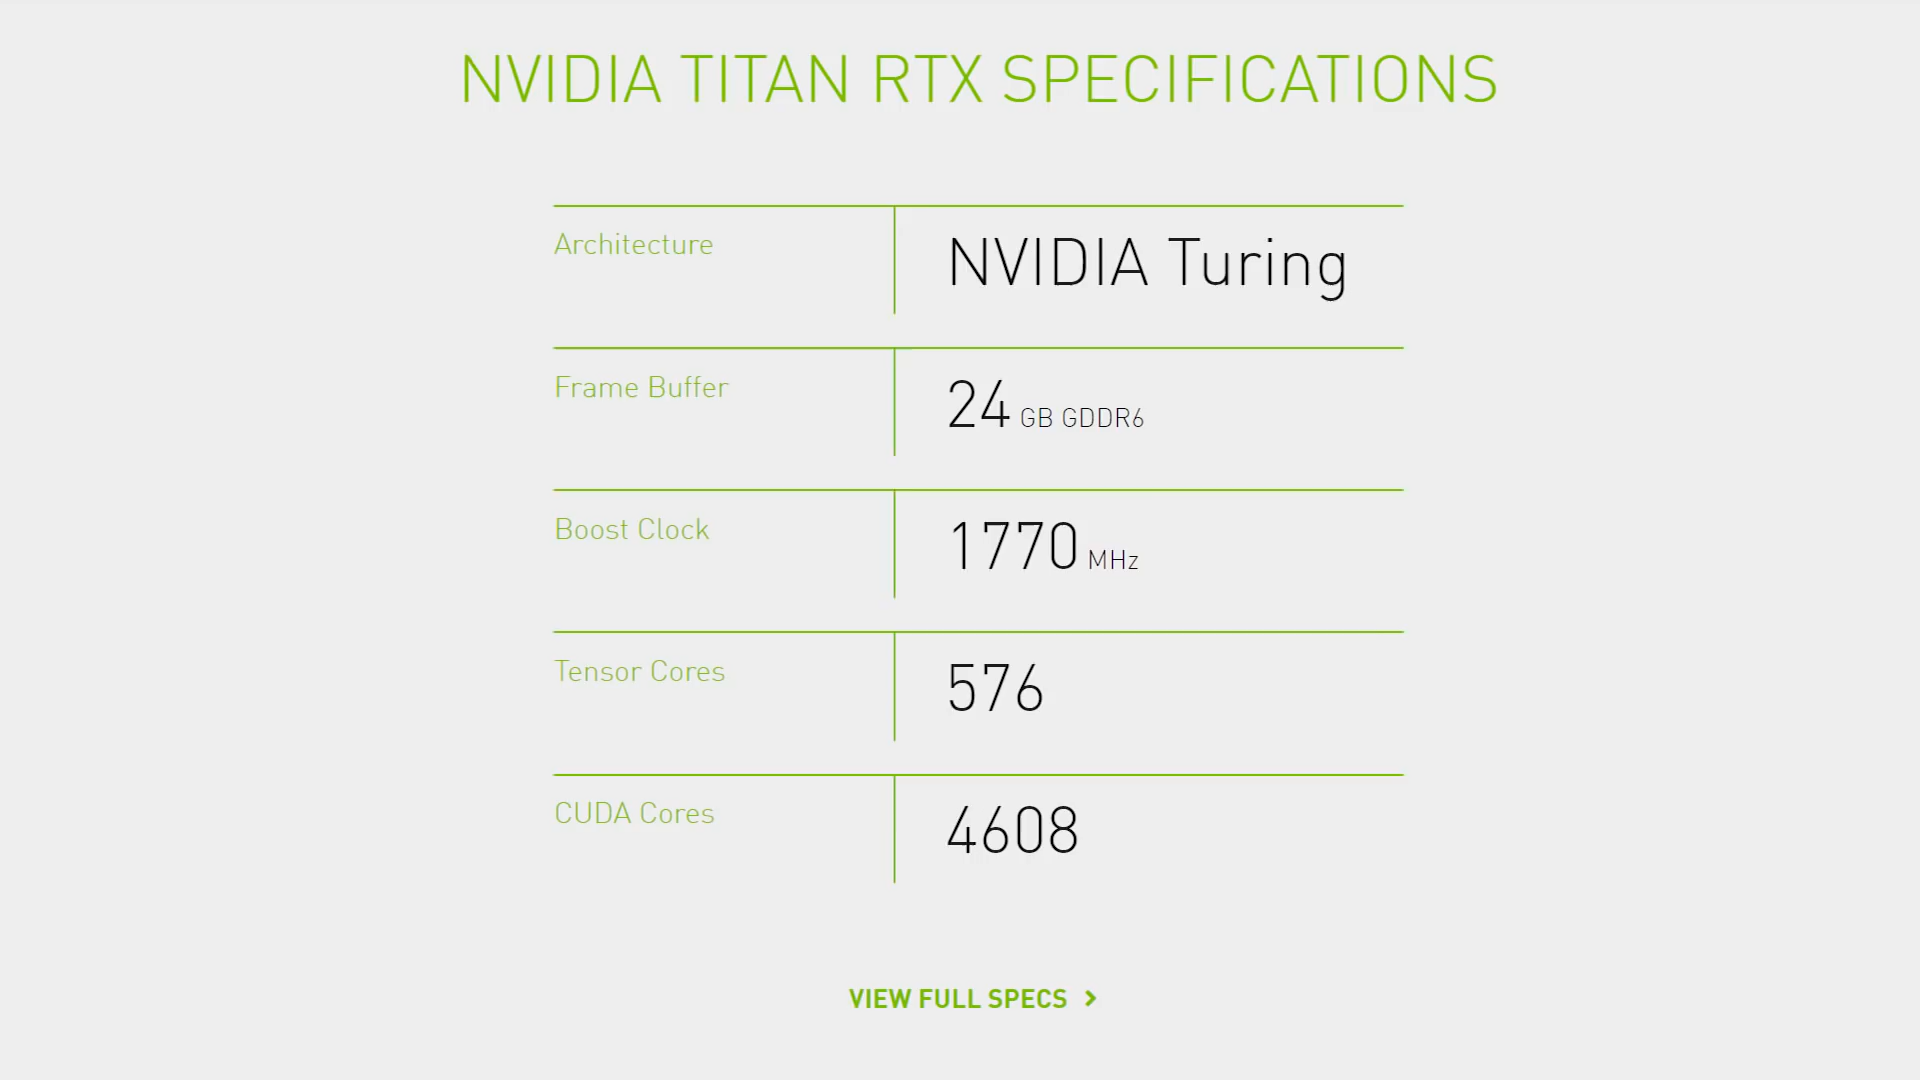 NVIDIA TITAN RTX SPECIFICATIONS
Architecture
NVIDIA Turing
Frame Buffer
24 GB GDDR6
Boost Clock
1770 MHz
Tensor Cores
576
CUDA Cores
4608
VIEW FULL SPECS